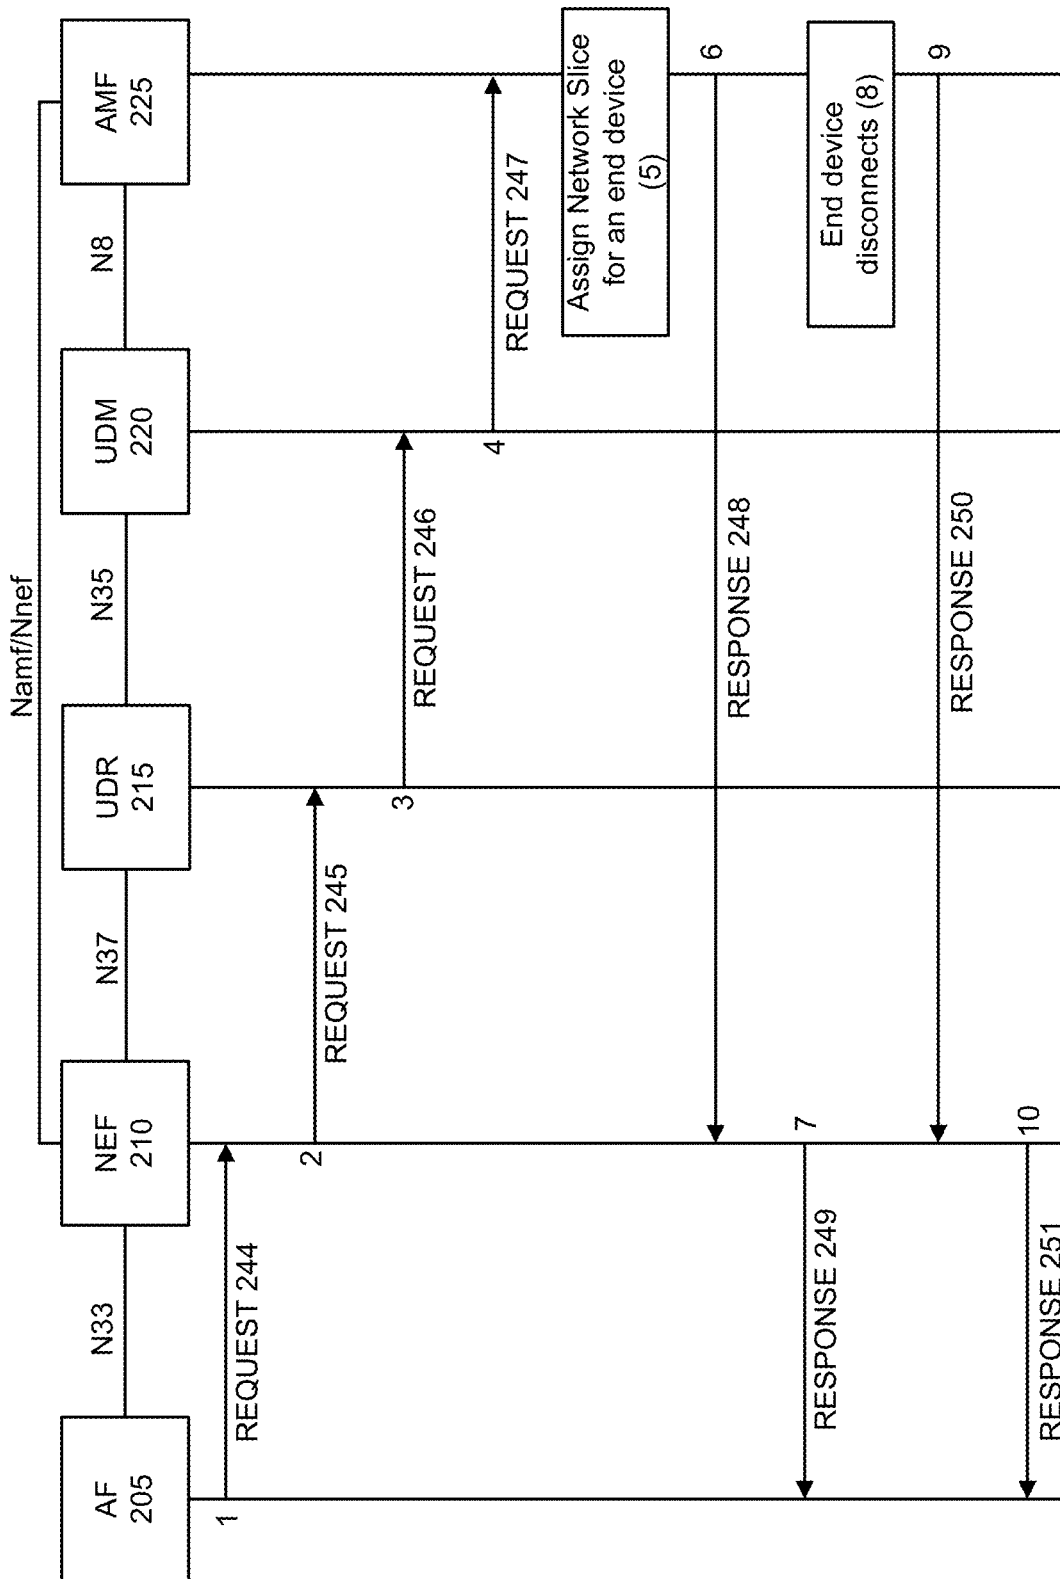 Namf/Nnef
AF
205
N33
NEF
210
N37
UDR
215
N35
UDM
220
N8
AMF
225
1
REQUEST 244
2
REQUEST 245
3
REQUEST 246
4
REQUEST 247
Assign Network Slice
for an end device
(5)
6
RESPONSE 248
7
RESPONSE 249
End device
disconnects (8)
9
RESPONSE 250
10
RESPONSE 251